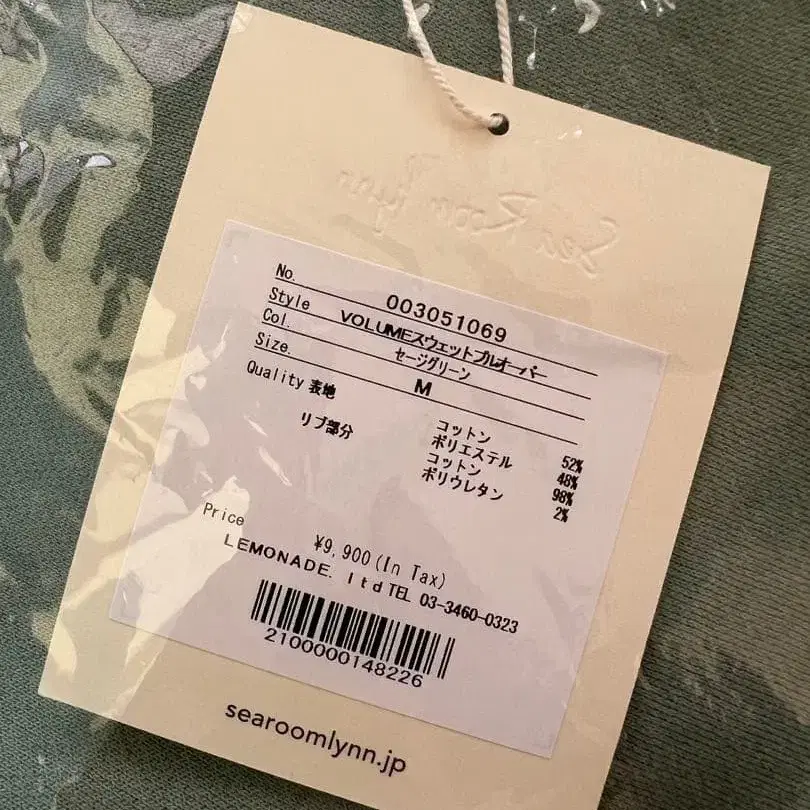 Sea Room lynn
No. 003051069
Style VOLUMEスウェットプルオーバー
Col. セージグリーン
Size. M
Quality 表地 コットン 52%
ポリエステル 48%
リブ部分 コットン 98%
ポリウレタン 2%
Price ¥9,900(In Tax)
LEMONADE. ltd TEL 03-3460-0323
2100000148226
searoomlynn.jp